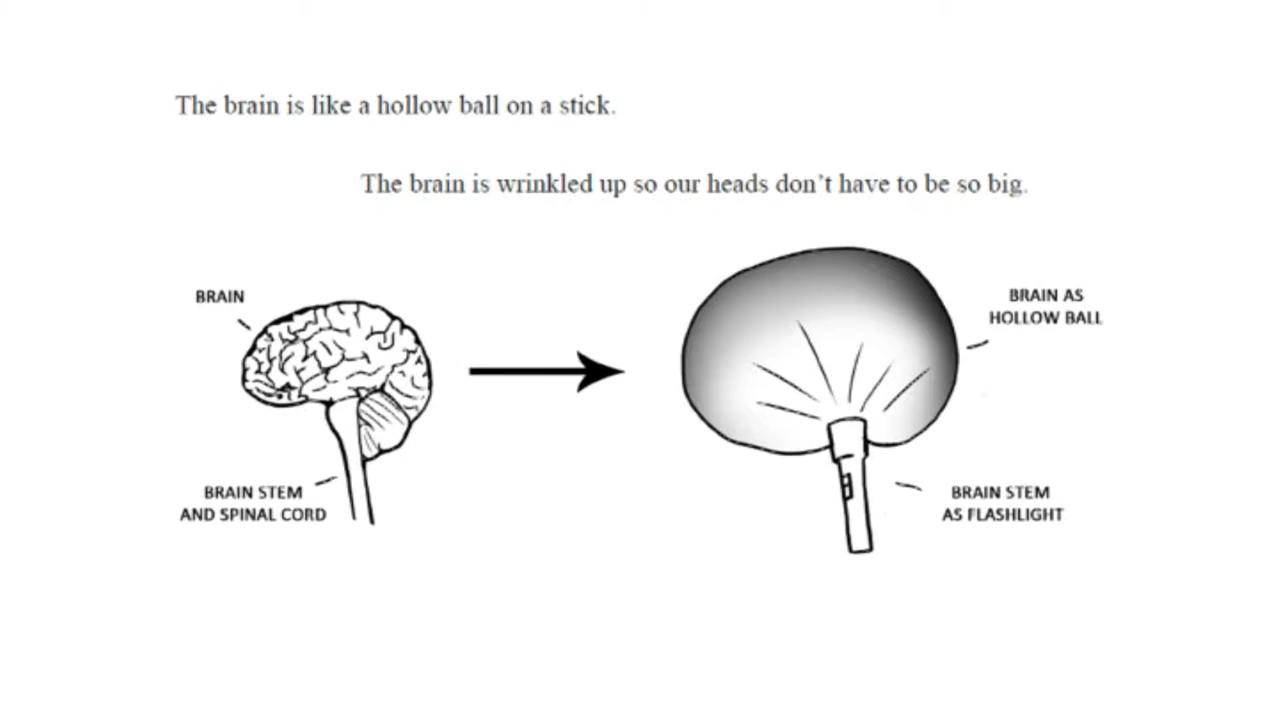 The brain is like a hollow ball on a stick.
The brain is wrinkled up so our heads don’t have to be so big.
BRAIN
BRAIN STEM
AND SPINAL CORD
BRAIN AS
HOLLOW BALL
BRAIN STEM
AS FLASHLIGHT